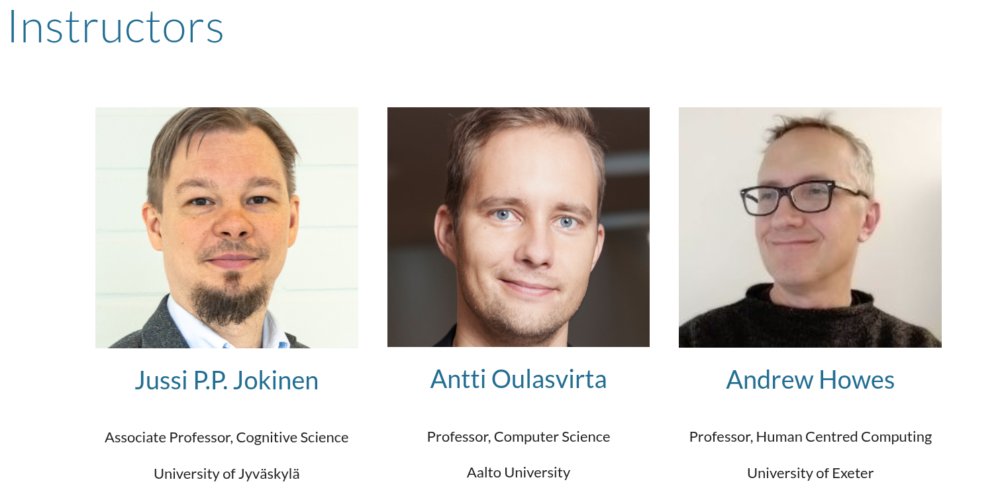 Instructors
Jussi P.P. Jokinen
Antti Oulasvirta
Andrew Howes
Associate Professor, Cognitive Science
Professor, Computer Science
Professor, Human Centred Computing
University of Jyväskylä
Aalto University
University of Exeter